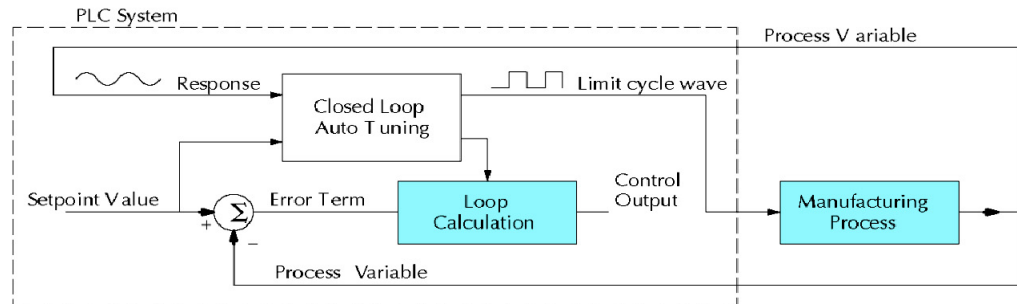 PLC System
Process V ariable
Response
Limit cycle wave
Closed Loop
Auto Tuning
Setpoint Value
Error Term
Loop
Calculation
Control
Output
Manufacturing
Process
+
Σ
−
Process Variable